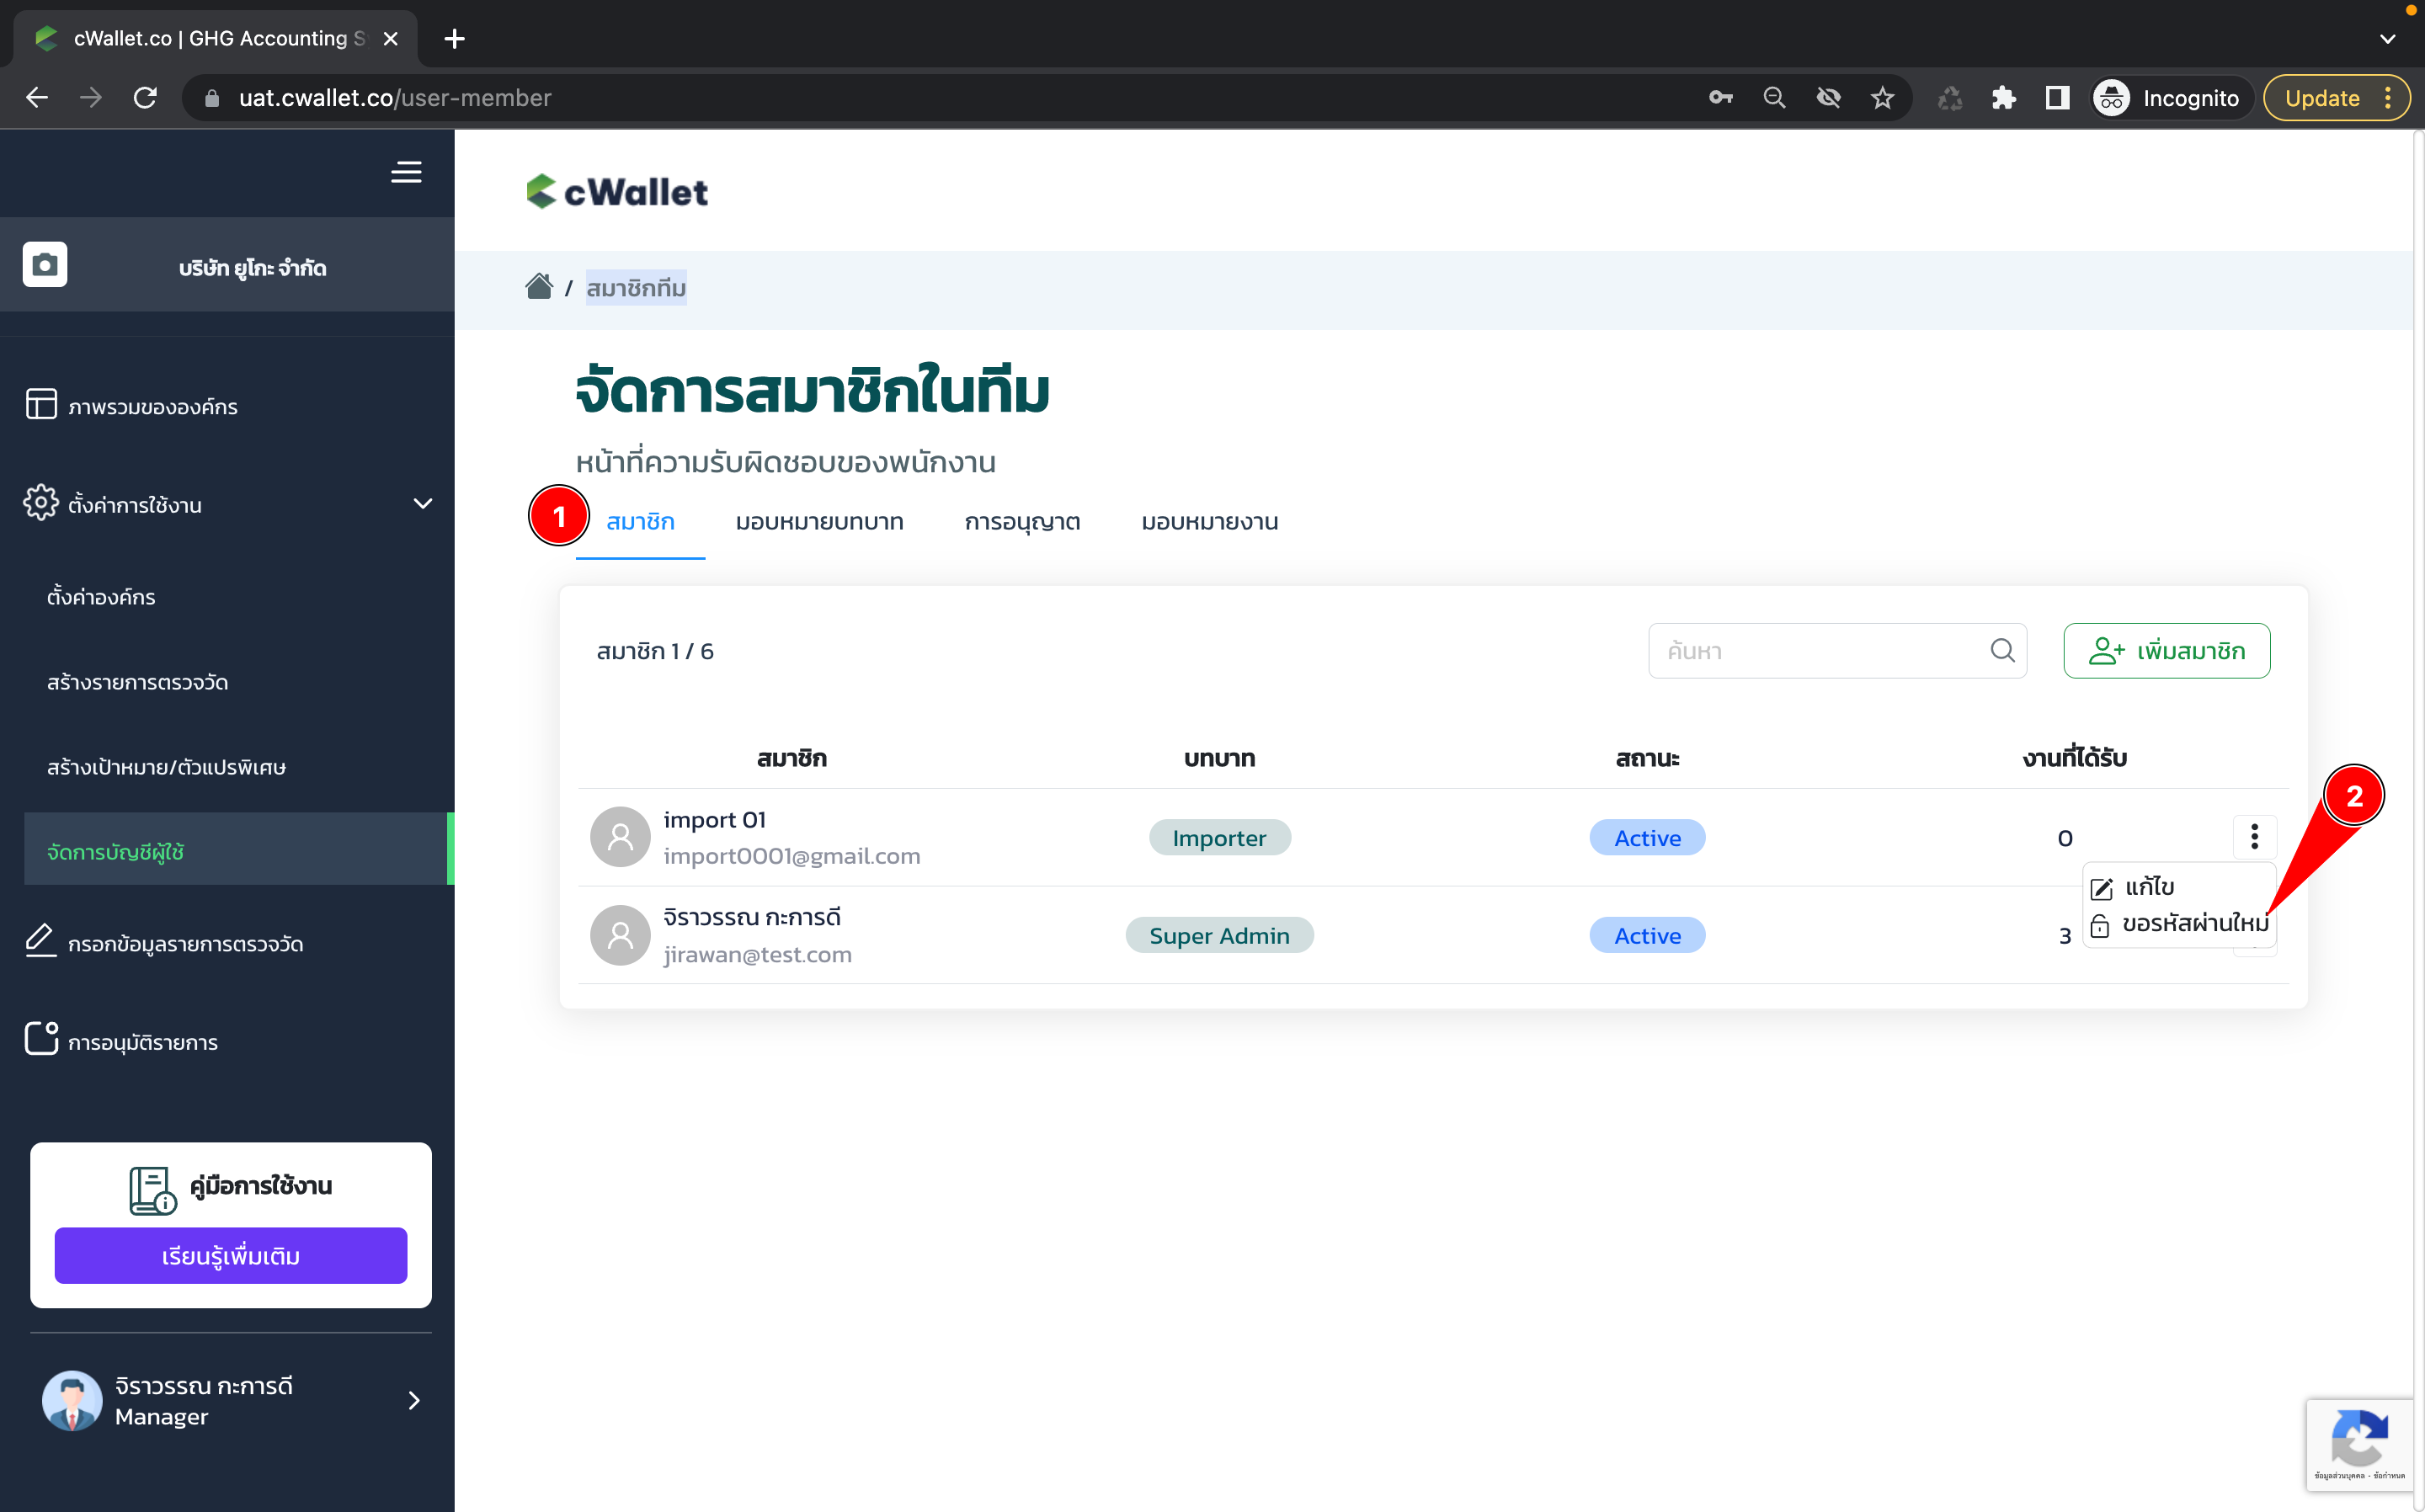 cWallet.co | GHG Accounting S
uat.cwallet.co/user-member
Incognito
Update
บริษัท ยูโกะ จำกัด
ภาพรวมขององค์กร
ตั้งค่าการใช้งาน
ตั้งค่าองค์กร
สร้างรายการตรวจวัด
สร้างเป้าหมาย/ตัวแปรพิเศษ
จัดการบัญชีผู้ใช้
กรอกข้อมูลรายการตรวจวัด
การอนุมัติรายการ
คู่มือการใช้งาน
เรียนรู้เพิ่มเติม
จิราวรรณ กะการดี
Manager
cWallet
/ สมาชิกทีม
จัดการสมาชิกในทีม
หน้าที่ความรับผิดชอบของพนักงาน
1 สมาชิก มอบหมายบทบาท การอนุญาต มอบหมายงาน
สมาชิก 1 / 6 ค้นหา เพิ่มสมาชิก
สมาชิก บทบาท สถานะ งานที่ได้รับ
2
import 01
import0001@gmail.com
Importer Active 0
แก้ไข
ขอรหัสผ่านใหม่
จิราวรรณ กะการดี
jirawan@test.com
Super Admin Active 3
ข้อมูลส่วนบุคคล - ข้อกำหนด